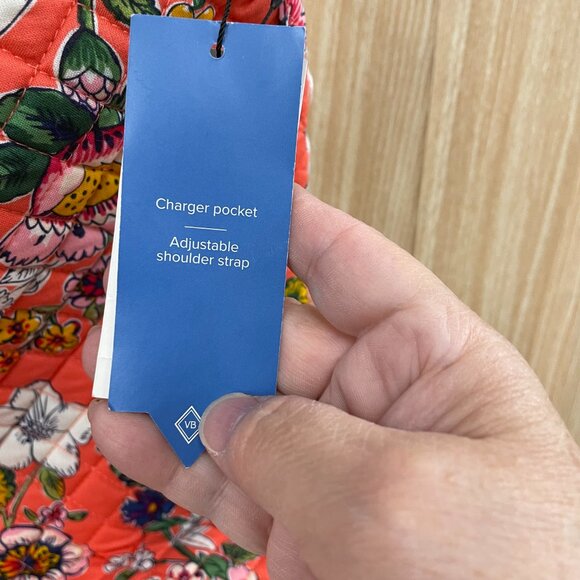 Charger pocket
Adjustable
shoulder strap
VB